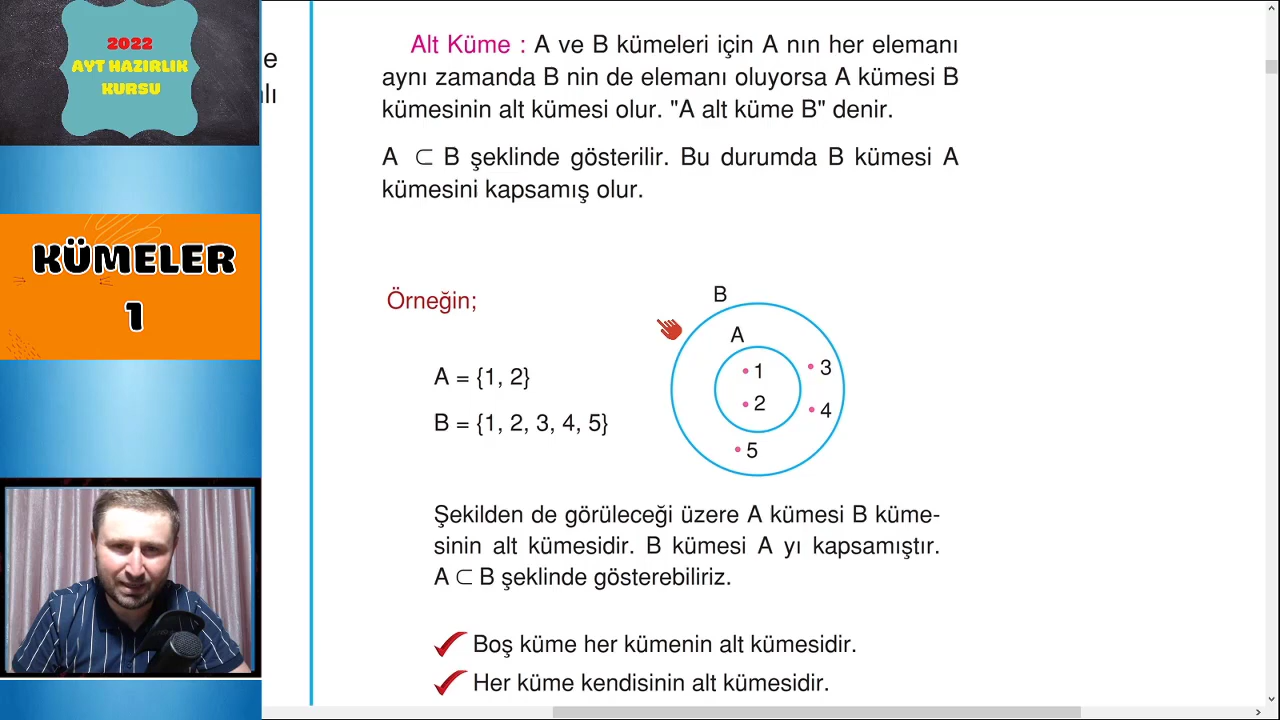 2022
AYT HAZIRLIK
KURSU
KÜMELER
1
e
lı
Alt Küme : A ve B kümeleri için A nın her elemanı
aynı zamanda B nin de elemanı oluyorsa A kümesi B
kümesinin alt kümesi olur. "A alt küme B" denir.
A ⊂ B şeklinde gösterilir. Bu durumda B kümesi A
kümesini kapsamış olur.
Örneğin;
A = {1, 2}
B = {1, 2, 3, 4, 5}
B
A
1
3
2
4
5
Şekilden de görüleceği üzere A kümesi B küme-
sinin alt kümesidir. B kümesi A yı kapsamıştır.
A ⊂ B şeklinde gösterebiliriz.
Boş küme her kümenin alt kümesidir.
Her küme kendisinin alt kümesidir.